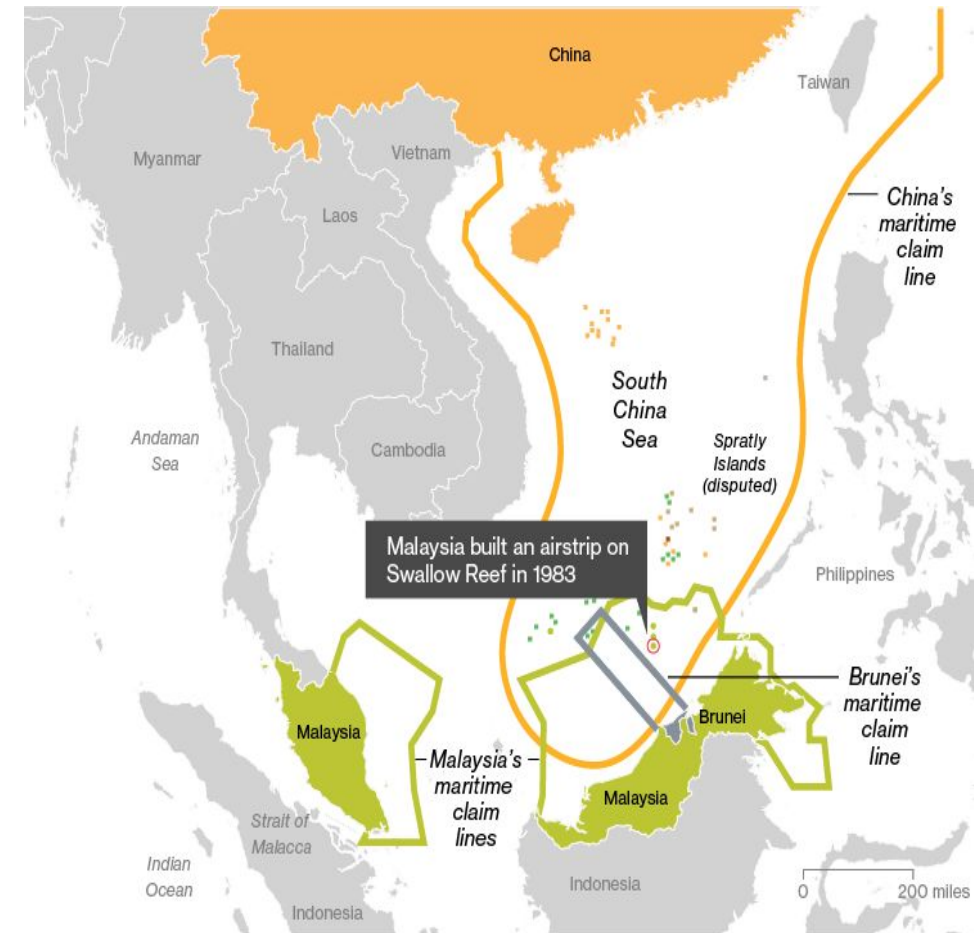 China
Taiwan
Myanmar
Vietnam
Laos
China's
maritime
claim
line
Thailand
South
China
Sea
Andaman
Sea
Cambodia
Spratly
Islands
(disputed)
Malaysia built an airstrip on
Swallow Reef in 1983
Philippines
Malaysia
Brunei
Brunei's
maritime
claim
line
Malaysia's
maritime
claim
lines
Malaysia
Strait of
Malacca
Indian
Ocean
Indonesia
Indonesia
0 200 miles